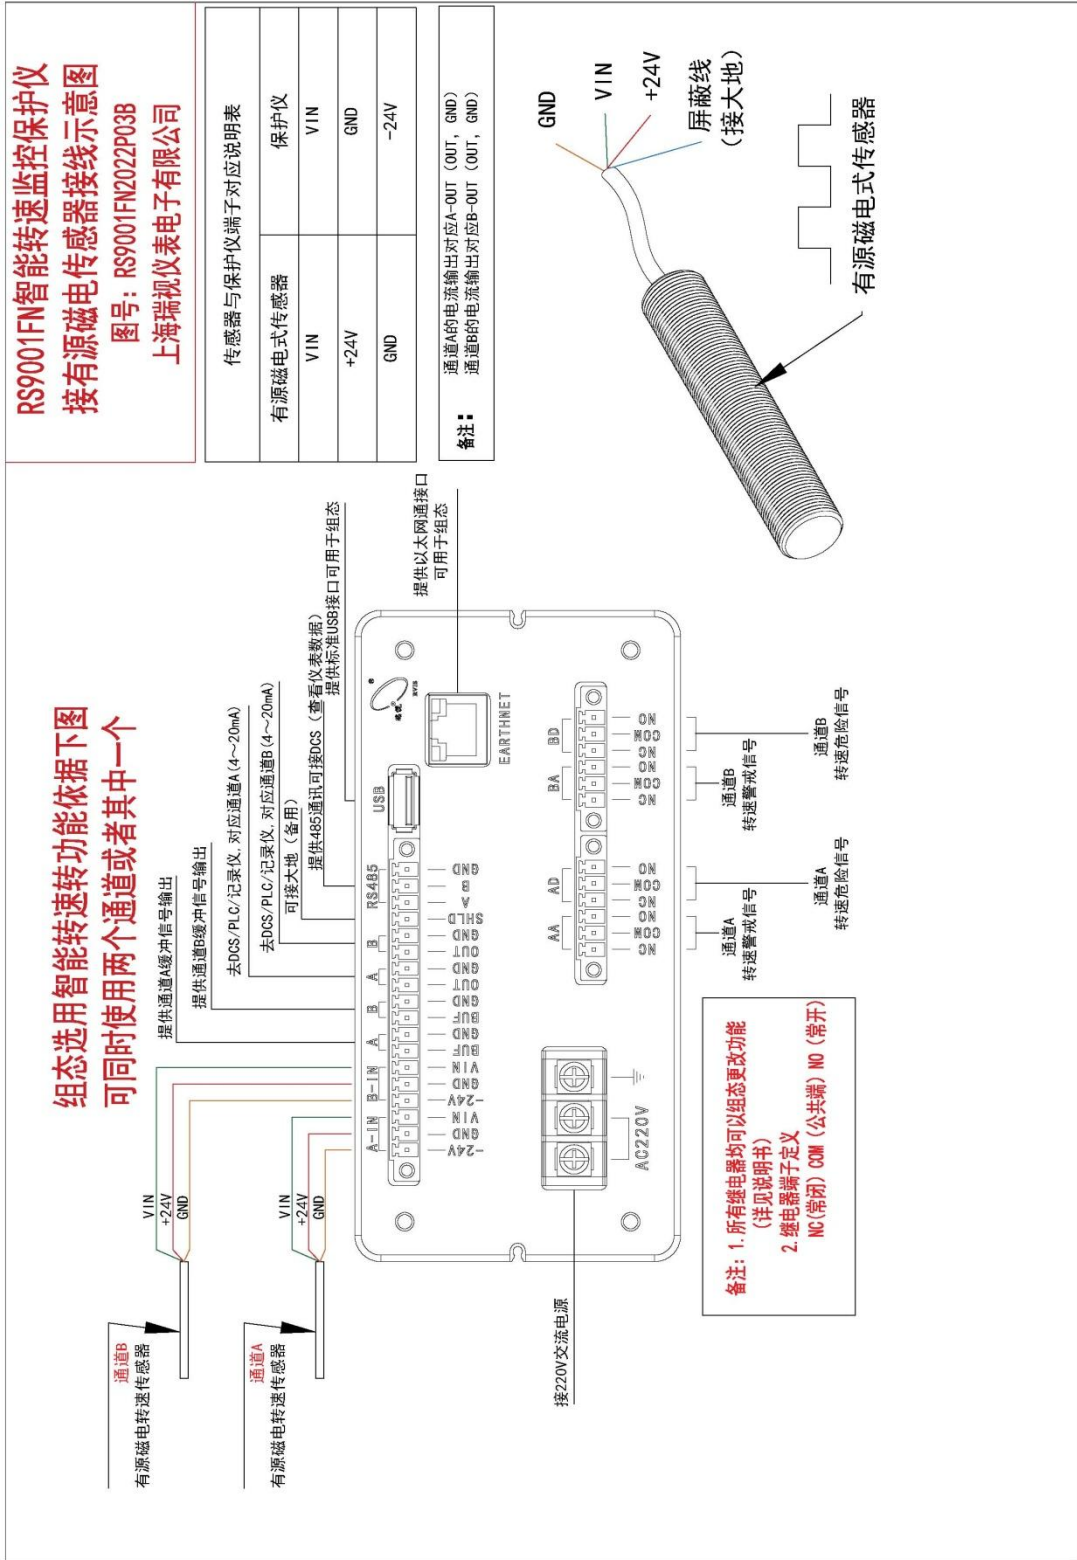 组态选用智能转速转功能依据下图
可同时使用两个通道或者其中一个
RS9001FN智能转速监控保护仪
接有源磁电传感器接线示意图
图号: RS9001FN2022P03B
上海瑞视仪表电子有限公司
传感器与保护仪端子对应说明表
有源磁电式传感器 保护仪
VIN VIN
+24V GND
GND -24V
备注:
通道A的电流输出对应A-OUT (OUT, GND)
通道B的电流输出对应B-OUT (OUT, GND)
GND
VIN
+24V
屏蔽线
(接大地)
有源磁电式传感器
通道B
有源磁电转速传感器
VIN
+24V
GND
通道A
有源磁电转速传感器
VIN
+24V
GND
提供通道A缓冲信号输出
提供通道B缓冲信号输出
去DCS/PLC/记录仪,对应通道A(4~20mA)
去DCS/PLC/记录仪,对应通道B(4~20mA)
可接大地 (备用)
提供485通讯可接DCS (查看仪表数据)
提供标准USB接口可用于组态
提供以太网通接口
可用于组态
A-IN B-IN A B A B RS485 USB
-24V GND VIN -24V GND VIN BUF GND BUF GND OUT GND OUT GND SHLD A B GND
瑞视®
RVIS
EARTHNET
AC220V
AA AD BA BD
NC COM NO NC COM NO NC COM NO NC COM NO
接220V交流电源
通道A
转速警戒信号
通道A
转速危险信号
通道B
转速警戒信号
通道B
转速危险信号
备注: 1.所有继电器均可以组态更改功能
(详见说明书)
2.继电器端子定义
NC(常闭) COM (公共端) NO (常开)